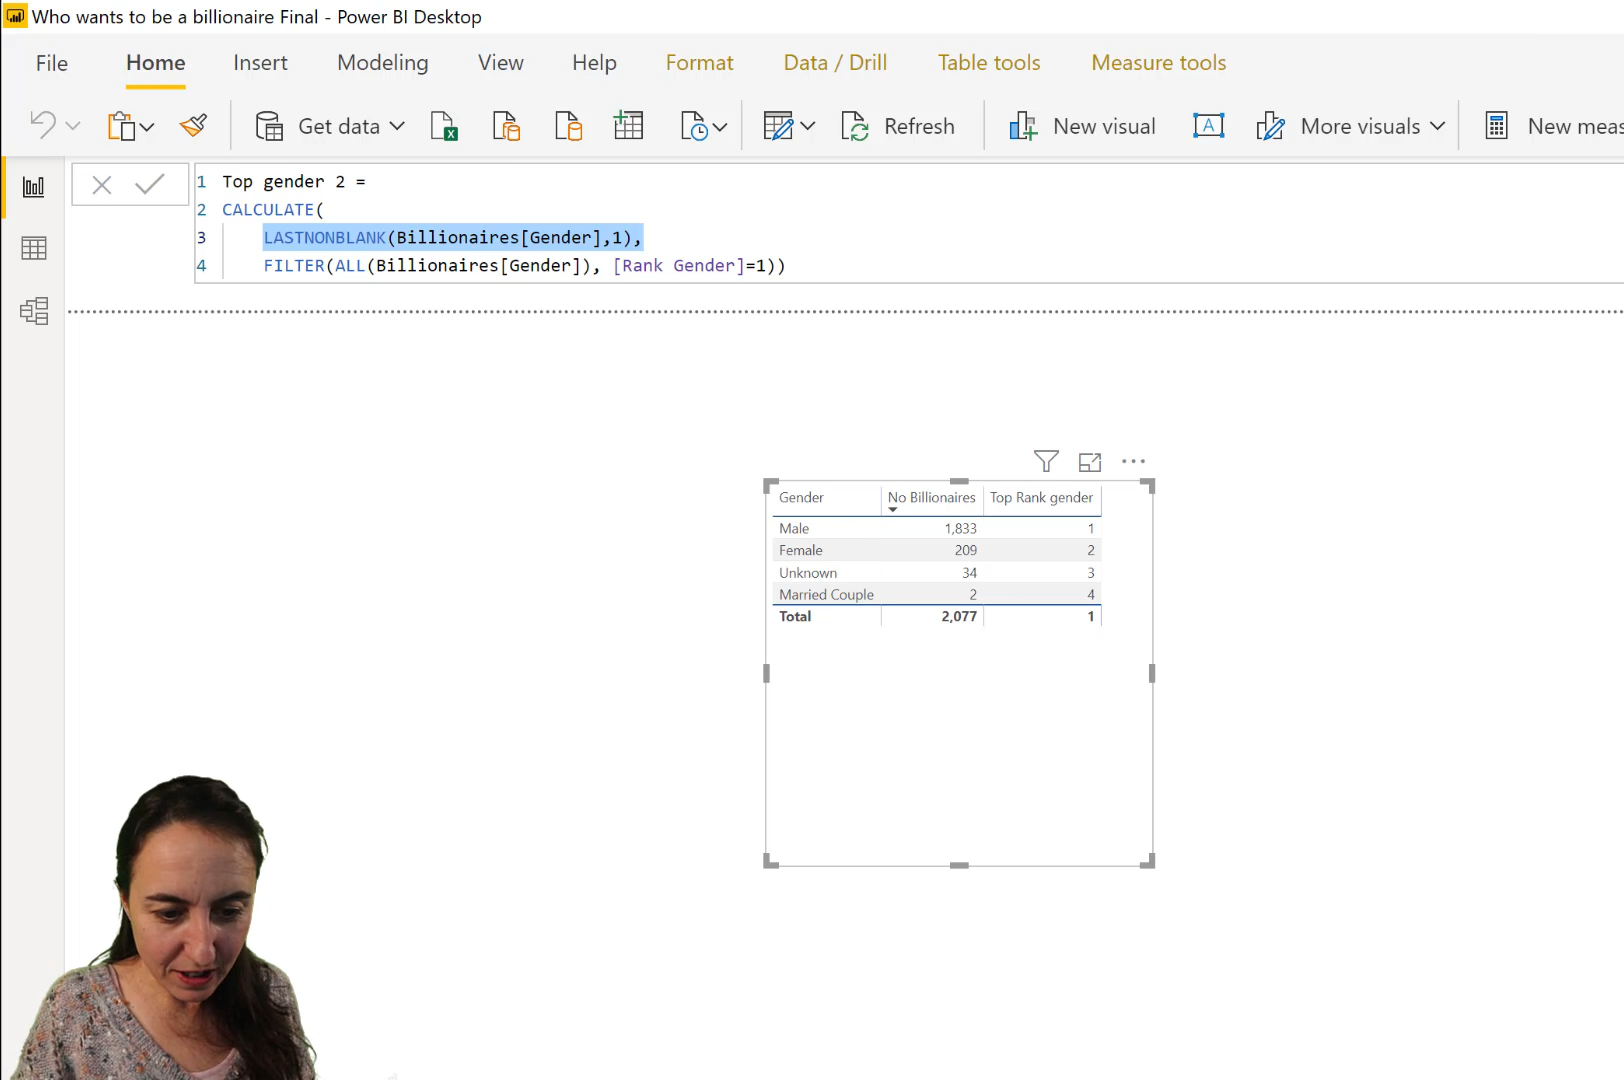 Who wants to be a billionaire Final - Power BI Desktop
File Home Insert Modeling View Help Format Data / Drill Table tools Measure tools
Get data Refresh New visual A More visuals New meas
1 Top gender 2 =
2 CALCULATE(
3 LASTNONBLANK(Billionaires[Gender],1),
4 FILTER(ALL(Billionaires[Gender]), [Rank Gender]=1))
Gender No Billionaires Top Rank gender
Male 1,833 1
Female 209 2
Unknown 34 3
Married Couple 2 4
Total 2,077 1